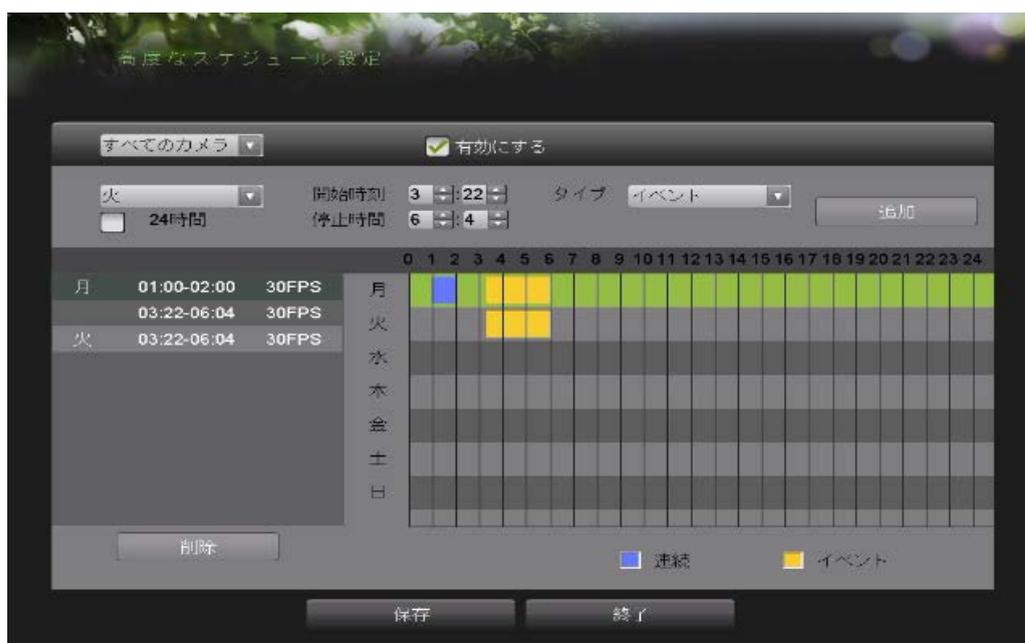 高度なスケジュール設定
すべてのカメラ 有効にする
火 開始時刻 3 : 22 タイプ イベント 追加
24時間 停止時間 6 : 4
0 1 2 3 4 5 6 7 8 9 10 11 12 13 14 15 16 17 18 19 20 21 22 23 24
月 01:00-02:00 30FPS 月
03:22-06:04 30FPS 火
火 03:22-06:04 30FPS
水
木
金
土
日
削除 連続 イベント
保存 終了